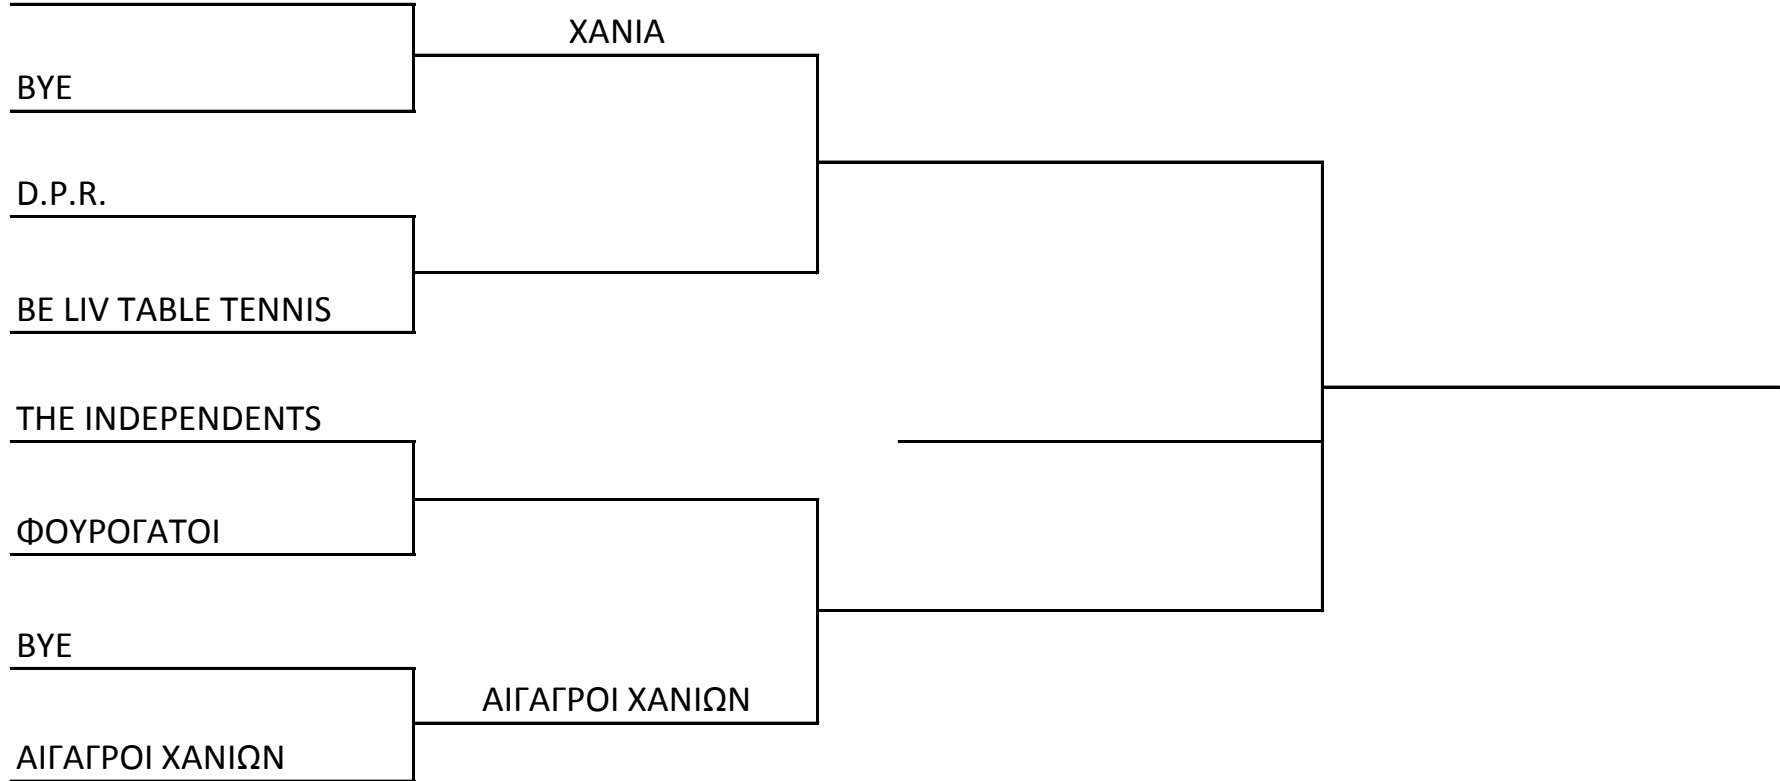 ΧΑΝΙΑ
BYE
D.P.R.
BE LIV TABLE TENNIS
THE INDEPENDENTS
ΦΟΥΡΟΓΑΤΟΙ
BYE
ΑΙΓΑΓΡΟΙ ΧΑΝΙΩΝ
ΑΙΓΑΓΡΟΙ ΧΑΝΙΩΝ